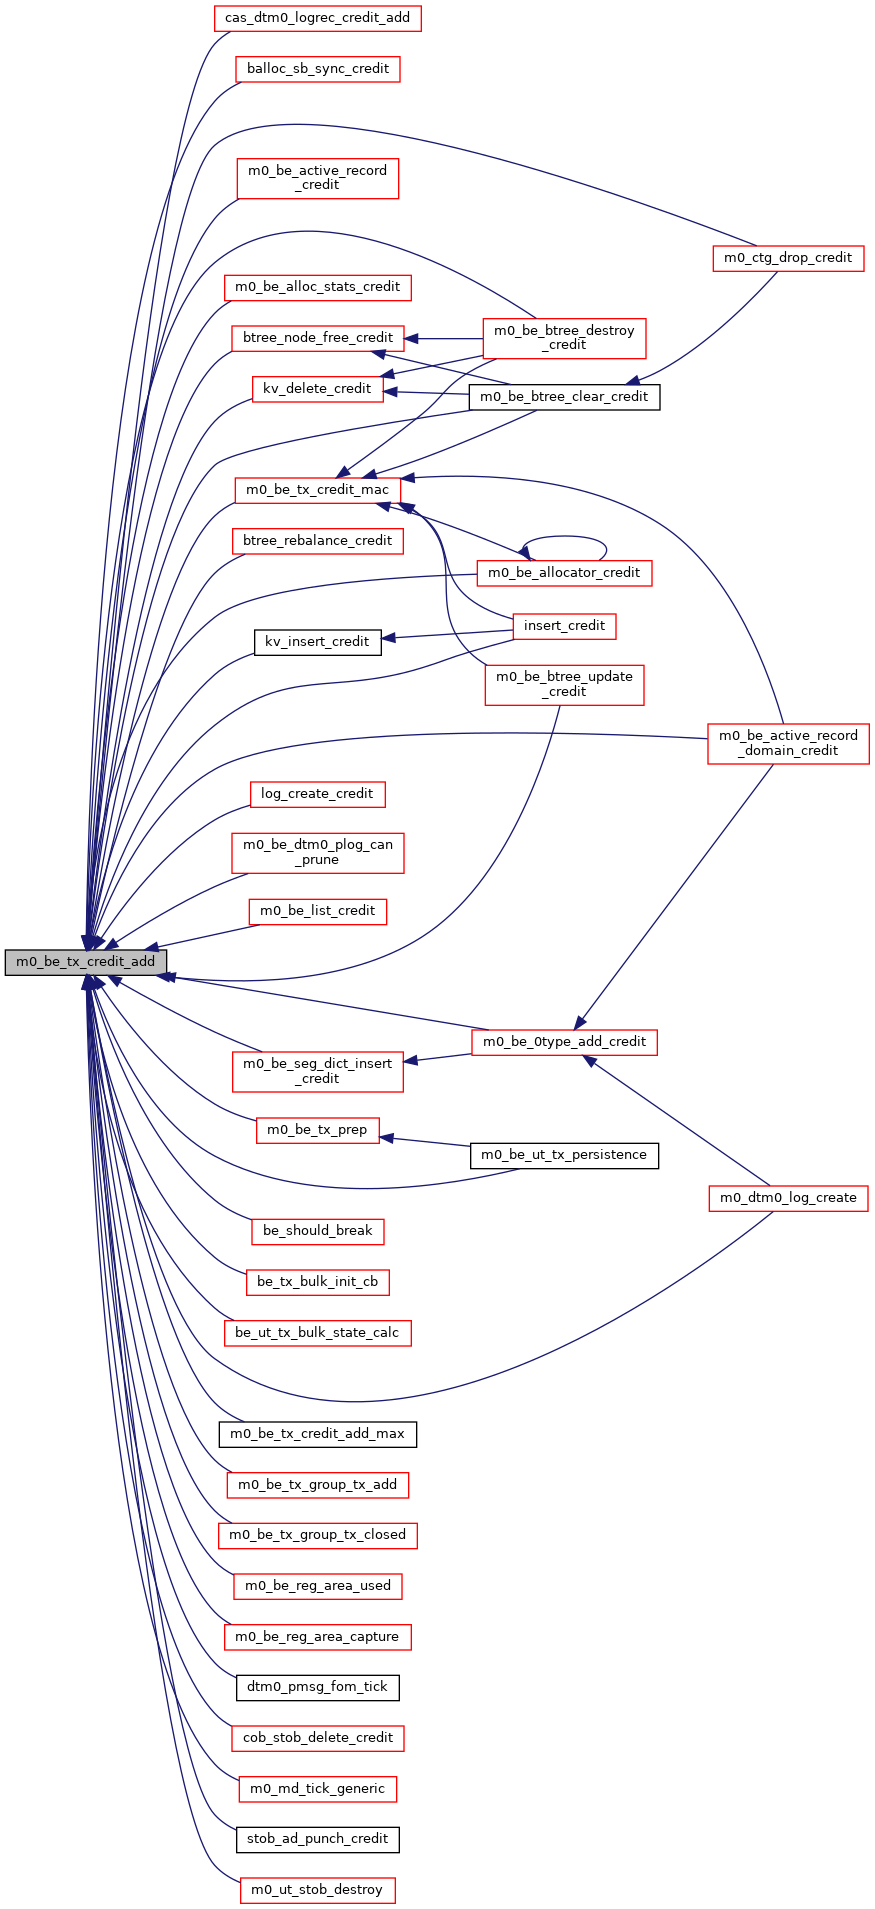 cas_dtm0_logrec_credit_add
balloc_sb_sync_credit
m0_be_active_record
_credit
m0_ctg_drop_credit
m0_be_alloc_stats_credit
m0_be_btree_destroy
_credit
btree_node_free_credit
kv_delete_credit
m0_be_btree_clear_credit
m0_be_tx_credit_mac
btree_rebalance_credit
m0_be_allocator_credit
insert_credit
kv_insert_credit
m0_be_btree_update
_credit
m0_be_active_record
_domain_credit
log_create_credit
m0_be_dtm0_plog_can
_prune
m0_be_list_credit
m0_be_tx_credit_add
m0_be_0type_add_credit
m0_be_seg_dict_insert
_credit
m0_be_tx_prep
m0_be_ut_tx_persistence
m0_dtm0_log_create
be_should_break
be_tx_bulk_init_cb
be_ut_tx_bulk_state_calc
m0_be_tx_credit_add_max
m0_be_tx_group_tx_add
m0_be_tx_group_tx_closed
m0_be_reg_area_used
m0_be_reg_area_capture
dtm0_pmsg_fom_tick
cob_stob_delete_credit
m0_md_tick_generic
stob_ad_punch_credit
m0_ut_stob_destroy